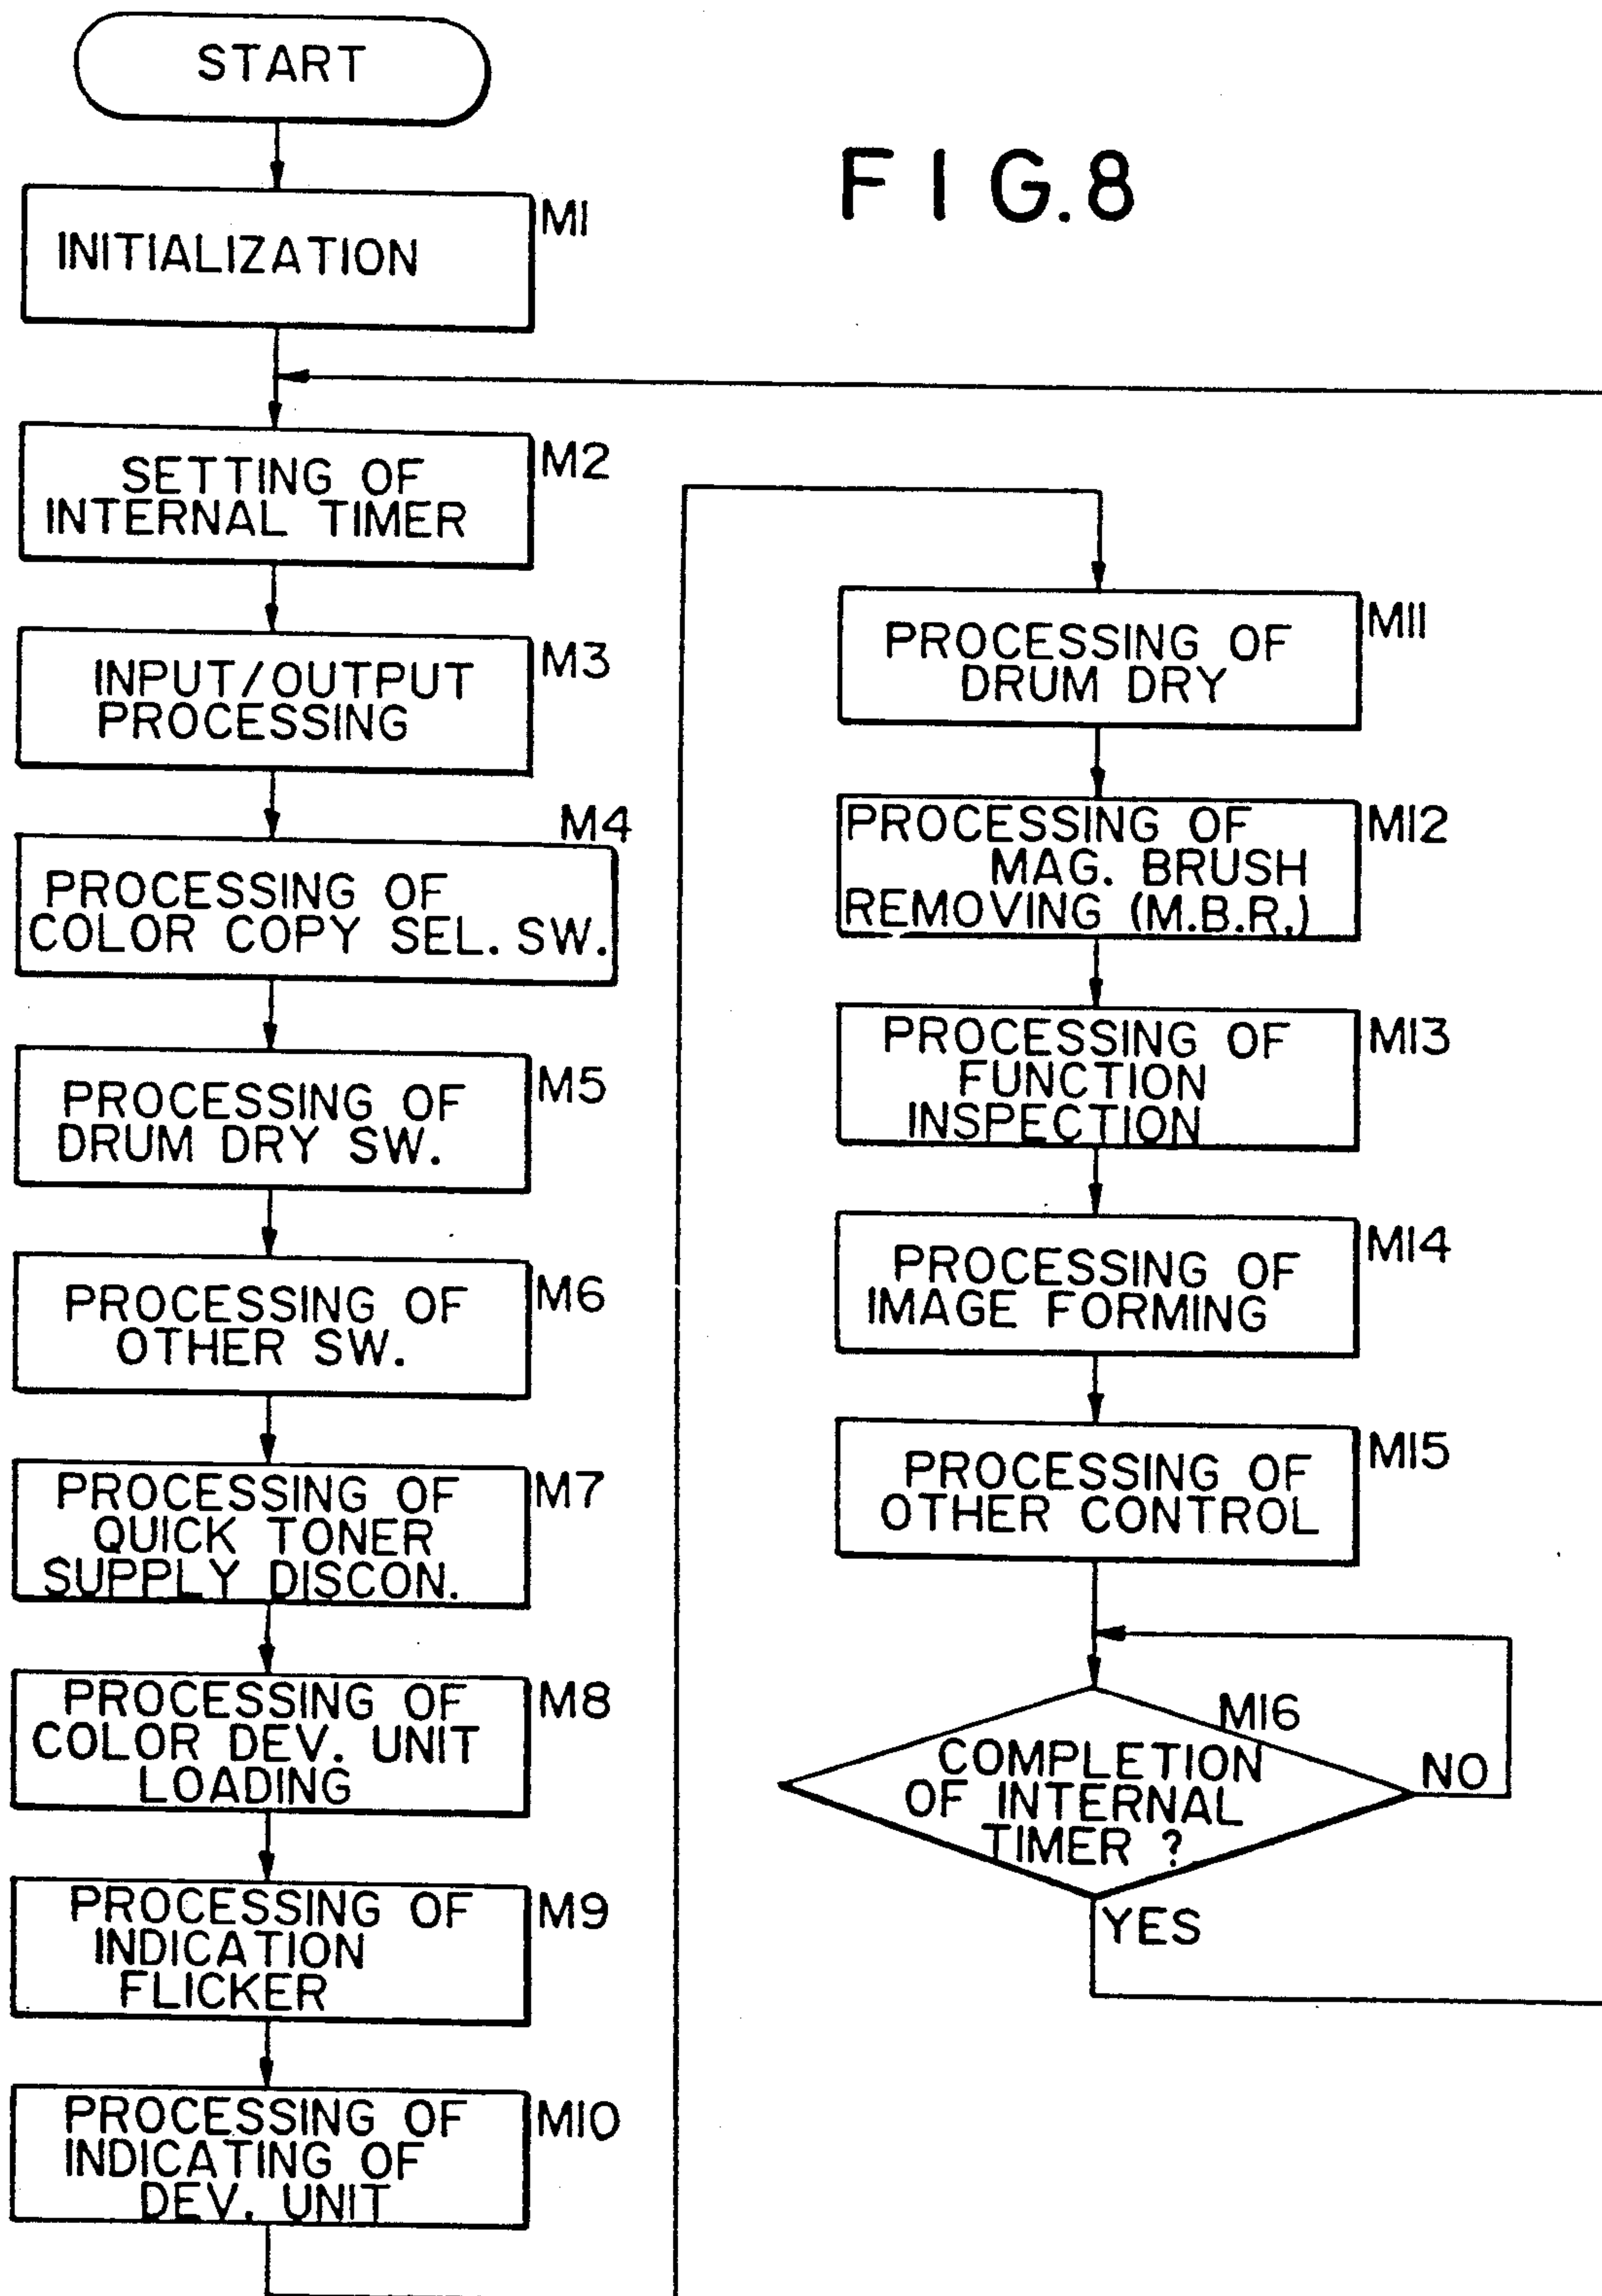 START
FIG.8
INITIALIZATION
M1
SETTING OF
INTERNAL TIMER
M2
INPUT/OUTPUT
PROCESSING
M3
PROCESSING OF
COLOR COPY SEL. SW.
M4
PROCESSING OF
DRUM DRY SW.
M5
PROCESSING OF
OTHER SW.
M6
PROCESSING OF
QUICK TONER
SUPPLY DISCON.
M7
PROCESSING OF
COLOR DEV. UNIT
LOADING
M8
PROCESSING OF
INDICATION
FLICKER
M9
PROCESSING OF
INDICATING OF
DEV. UNIT
M10
PROCESSING OF
DRUM DRY
M11
PROCESSING OF
MAG. BRUSH
REMOVING (M.B.R.)
M12
PROCESSING OF
FUNCTION
INSPECTION
M13
PROCESSING OF
IMAGE FORMING
M14
PROCESSING OF
OTHER CONTROL
M15
M16
COMPLETION
OF INTERNAL
TIMER ?
NO
YES